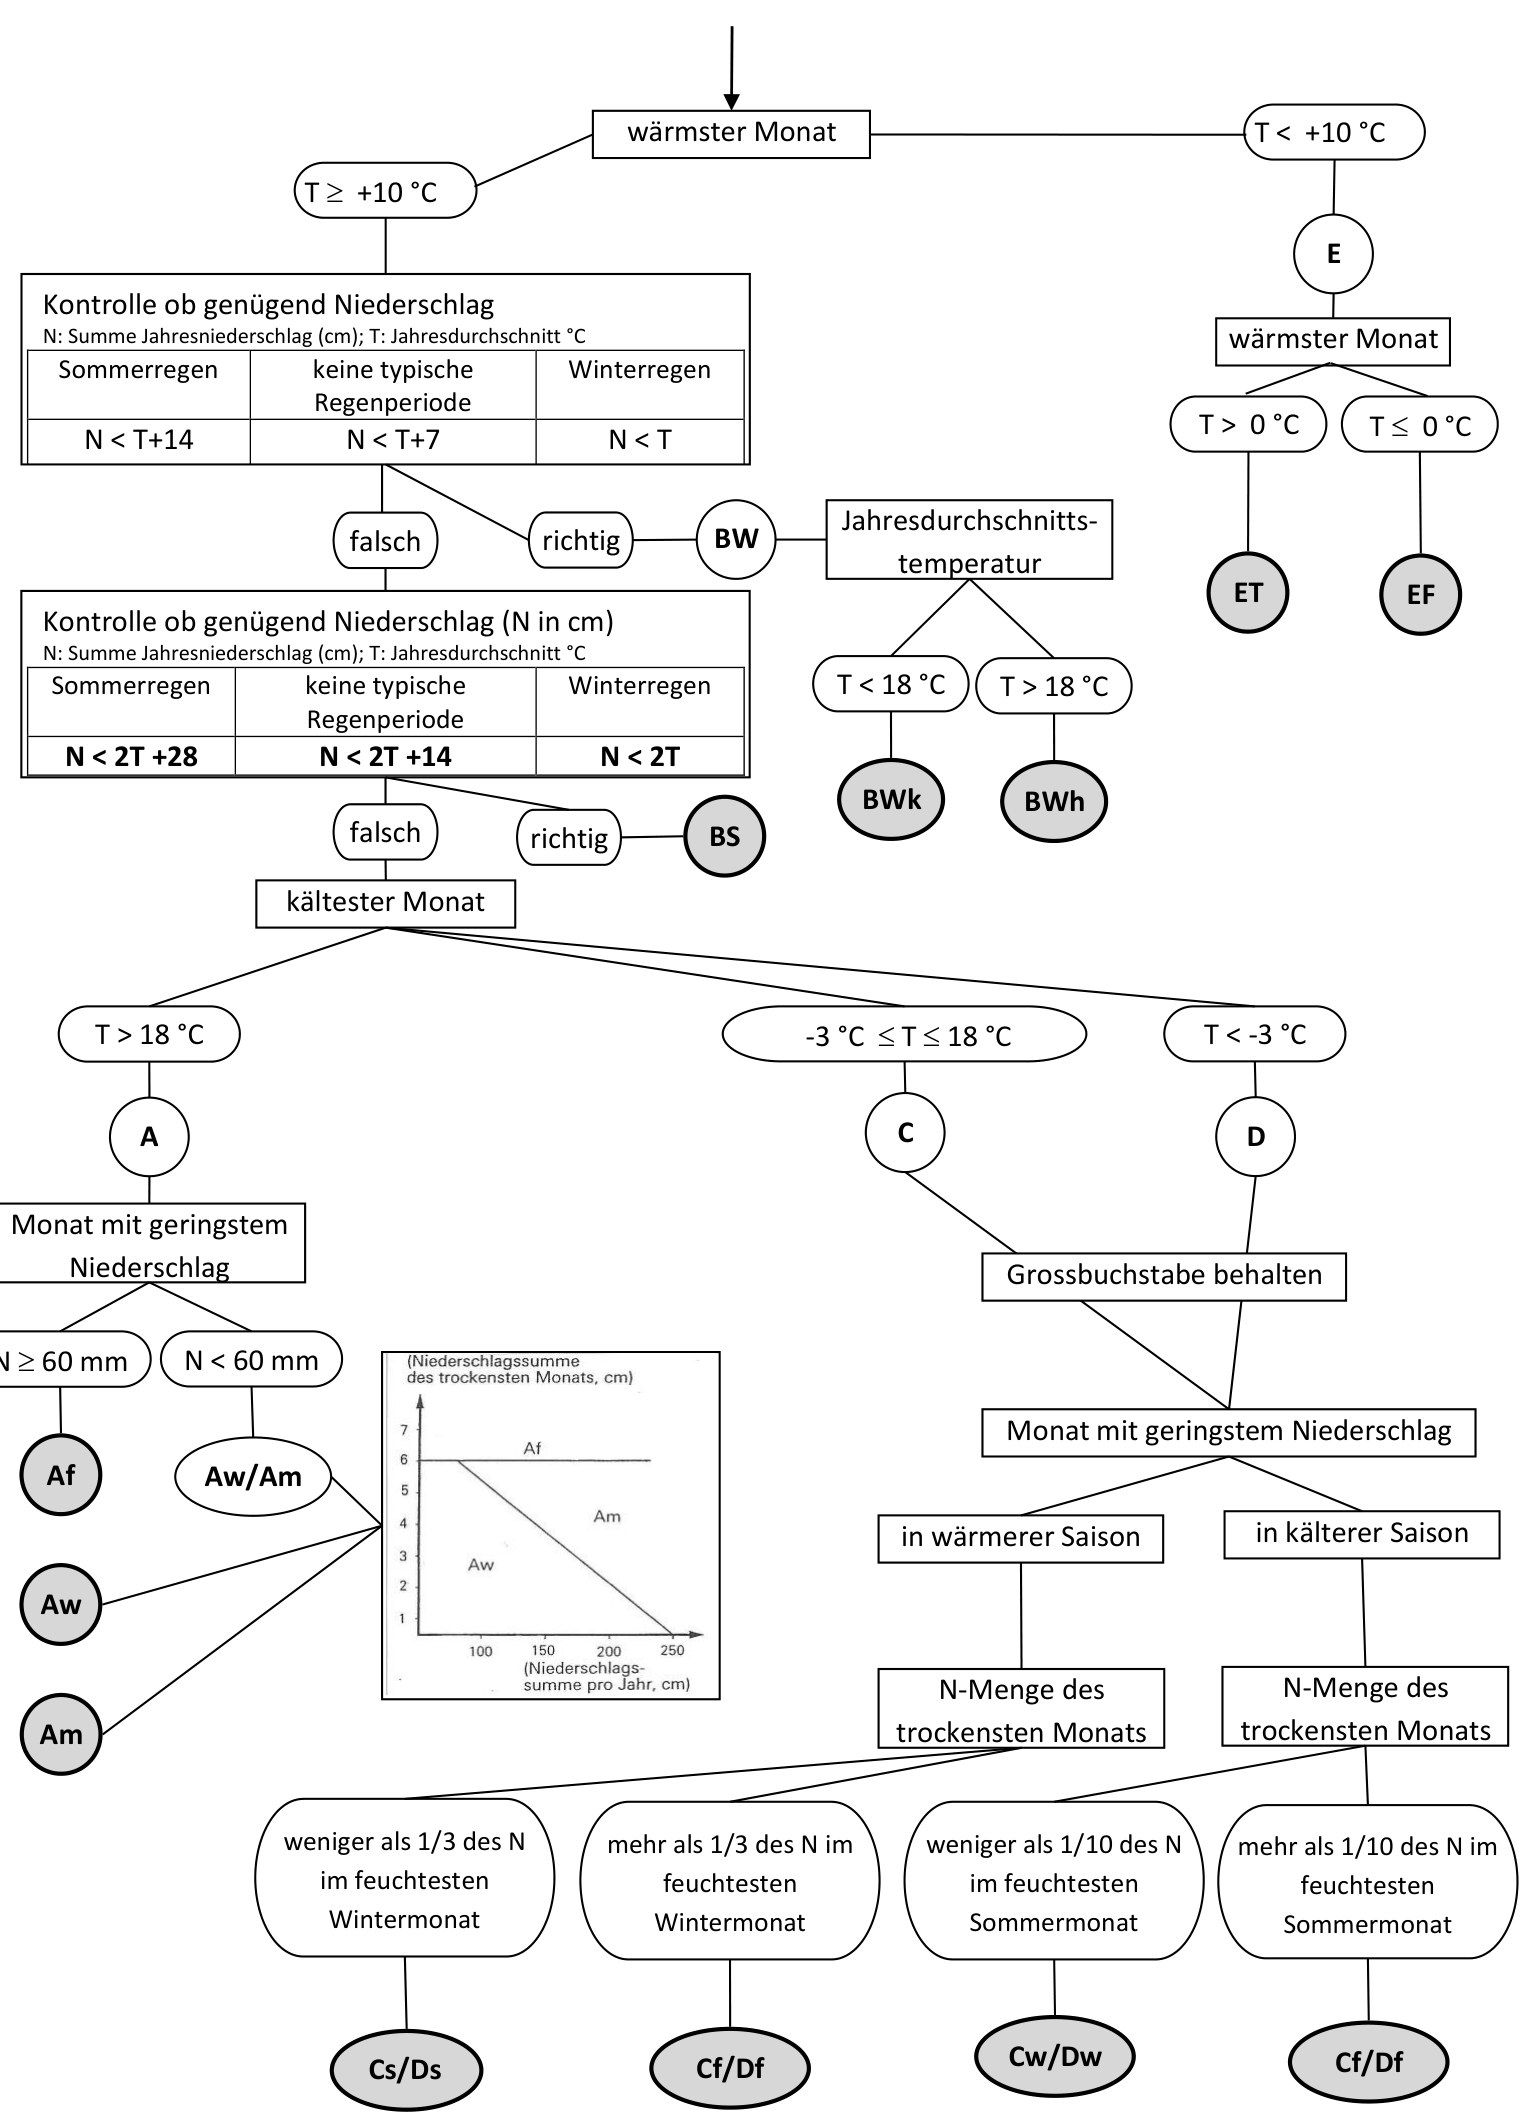 wärmster Monat
T < +10 °C
T ≥ +10 °C
E
Kontrolle ob genügend Niederschlag
N: Summe Jahresniederschlag (cm); T: Jahresdurchschnitt °C
Sommerregen
keine typische
Regenperiode
Winterregen
N < T+14
N < T+7
N < T
wärmster Monat
T > 0 °C
T ≤ 0 °C
ET
EF
falsch
richtig
BW
Jahresdurchschnitts-
temperatur
T < 18 °C
T > 18 °C
BWk
BWh
Kontrolle ob genügend Niederschlag (N in cm)
N: Summe Jahresniederschlag (cm); T: Jahresdurchschnitt °C
Sommerregen
keine typische
Regenperiode
Winterregen
N < 2T +28
N < 2T +14
N < 2T
falsch
richtig
BS
kältester Monat
T > 18 °C
-3 °C ≤ T ≤ 18 °C
T < -3 °C
A
C
D
Monat mit geringstem
Niederschlag
N ≥ 60 mm
N < 60 mm
Af
Aw/Am
Aw
Am
(Niederschlagssumme
des trockensten Monats, cm)
7
6
5
4
3
2
1
Af
Am
Aw
100
150
200
250
(Niederschlags-
summe pro Jahr, cm)
Grossbuchstabe behalten
Monat mit geringstem Niederschlag
in wärmerer Saison
in kälterer Saison
N-Menge des
trockensten Monats
N-Menge des
trockensten Monats
weniger als 1/3 des N
im feuchtesten
Wintermonat
mehr als 1/3 des N im
feuchtesten
Wintermonat
weniger als 1/10 des N
im feuchtesten
Sommermonat
mehr als 1/10 des N im
feuchtesten
Sommermonat
Cs/Ds
Cf/Df
Cw/Dw
Cf/Df